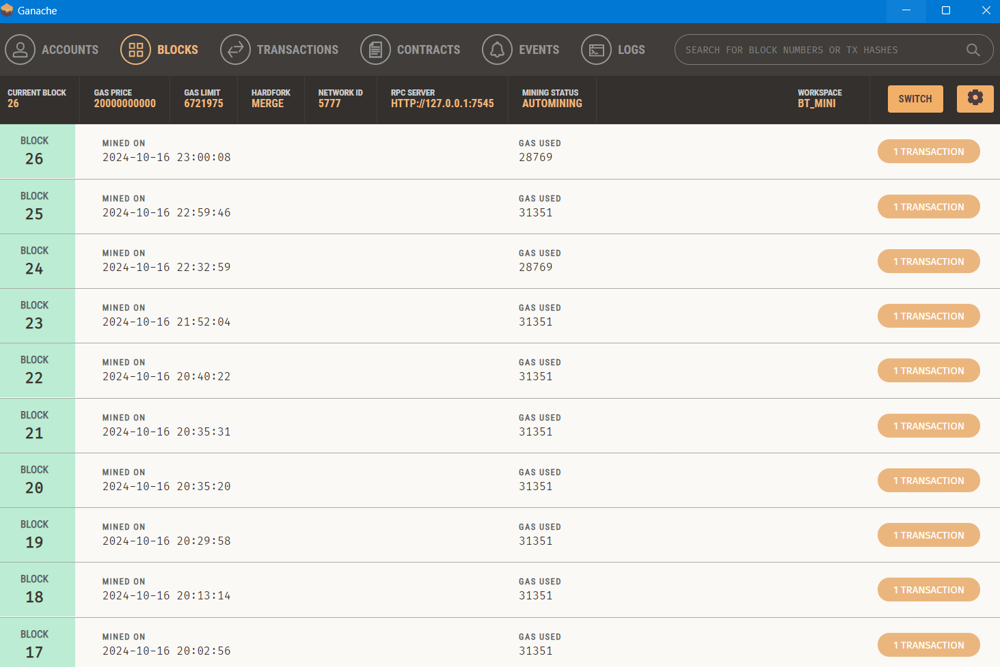 Ganache
ACCOUNTS BLOCKS TRANSACTIONS CONTRACTS EVENTS LOGS SEARCH FOR BLOCK NUMBERS OR TX HASHES
CURRENT BLOCK GAS PRICE GAS LIMIT HARDFORK NETWORK ID RPC SERVER MINING STATUS WORKSPACE
26 20000000000 6721975 MERGE 5777 HTTP://127.0.0.1:7545 AUTOMINING BT_MINI SWITCH
BLOCK MINED ON GAS USED
26 2024-10-16 23:00:08 28769 1 TRANSACTION
BLOCK MINED ON GAS USED
25 2024-10-16 22:59:46 31351 1 TRANSACTION
BLOCK MINED ON GAS USED
24 2024-10-16 22:32:59 28769 1 TRANSACTION
BLOCK MINED ON GAS USED
23 2024-10-16 21:52:04 31351 1 TRANSACTION
BLOCK MINED ON GAS USED
22 2024-10-16 20:40:22 31351 1 TRANSACTION
BLOCK MINED ON GAS USED
21 2024-10-16 20:35:31 31351 1 TRANSACTION
BLOCK MINED ON GAS USED
20 2024-10-16 20:35:20 31351 1 TRANSACTION
BLOCK MINED ON GAS USED
19 2024-10-16 20:29:58 31351 1 TRANSACTION
BLOCK MINED ON GAS USED
18 2024-10-16 20:13:14 31351 1 TRANSACTION
BLOCK MINED ON GAS USED
17 2024-10-16 20:02:56 31351 1 TRANSACTION